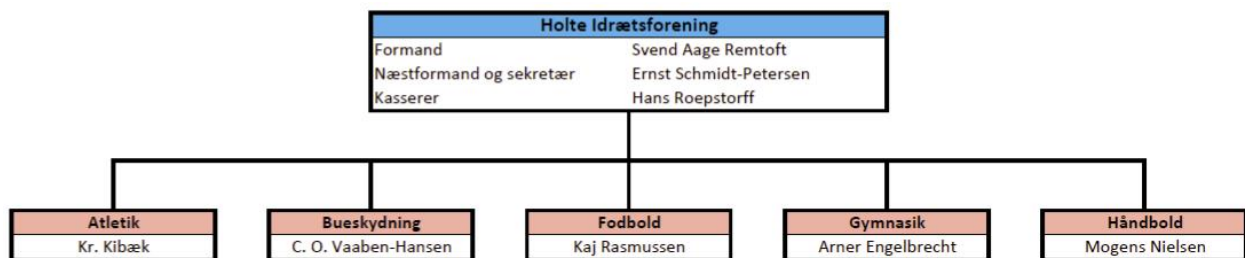 Holte Idrætsforening
Formand Svend Aage Remtoft
Næstformand og sekretær Ernst Schmidt-Petersen
Kasserer Hans Roepstorff
Atletik Bueskydning Fodbold Gymnasik Håndbold
Kr. Kibæk C. O. Vaaben-Hansen Kaj Rasmussen Arner Engelbrecht Mogens Nielsen